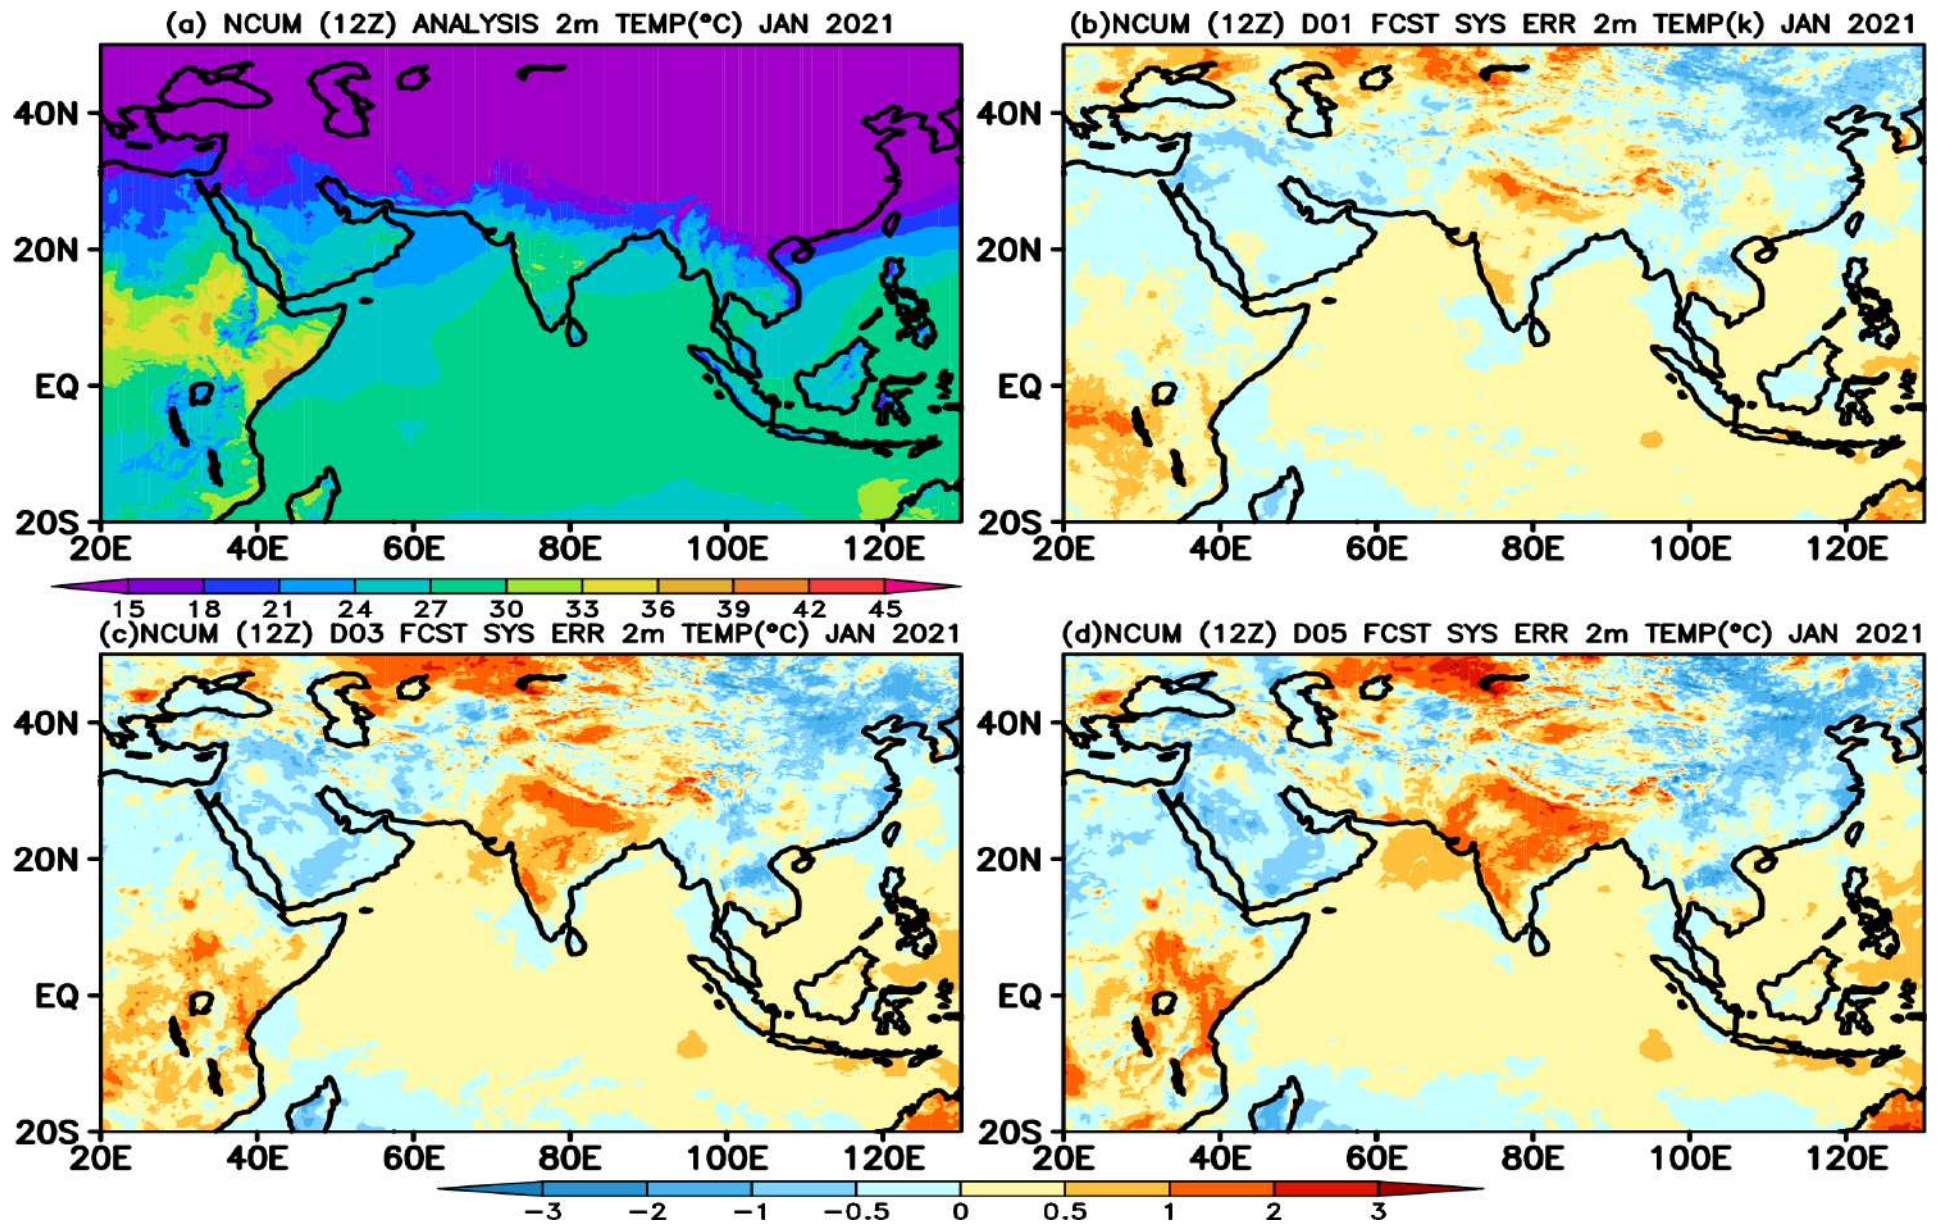 (a) NCUM (12Z) ANALYSIS 2m TEMP(°C) JAN 2021
(b)NCUM (12Z) D01 FCST SYS ERR 2m TEMP(k) JAN 2021
40N
20N
EQ
20S
20E 40E 60E 80E 100E 120E
40N
20N
EQ
20S
20E 40E 60E 80E 100E 120E
15 18 21 24 27 30 33 36 39 42 45
(c)NCUM (12Z) D03 FCST SYS ERR 2m TEMP(°C) JAN 2021
(d)NCUM (12Z) D05 FCST SYS ERR 2m TEMP(°C) JAN 2021
40N
20N
EQ
20S
20E 40E 60E 80E 100E 120E
40N
20N
EQ
20S
20E 40E 60E 80E 100E 120E
−3 −2 −1 −0.5 0 0.5 1 2 3